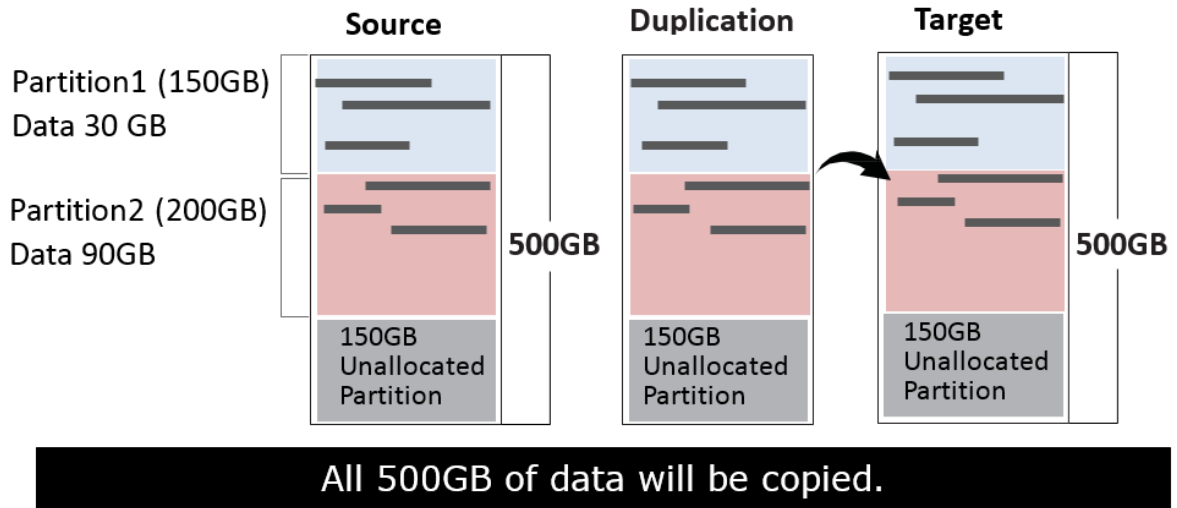 Source
Duplication
Target
Partition1 (150GB)
Data 30 GB
Partition2 (200GB)
Data 90GB
500GB
500GB
150GB
Unallocated
Partition
150GB
Unallocated
Partition
150GB
Unallocated
Partition
All 500GB of data will be copied.